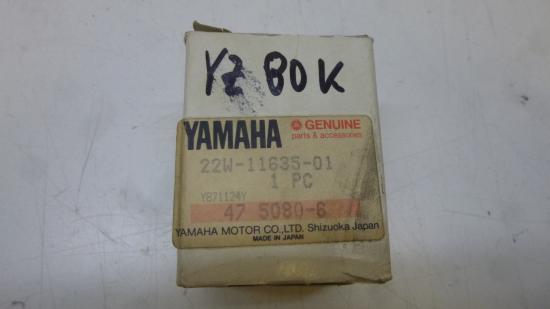 YZ 80 K
YAMAHA GENUINE
parts & accessories
22W-11635-01
1 PC
Y871124Y
47 5080-6
YAMAHA MOTOR CO.,LTD. Shizuoka Japan
MADE IN JAPAN